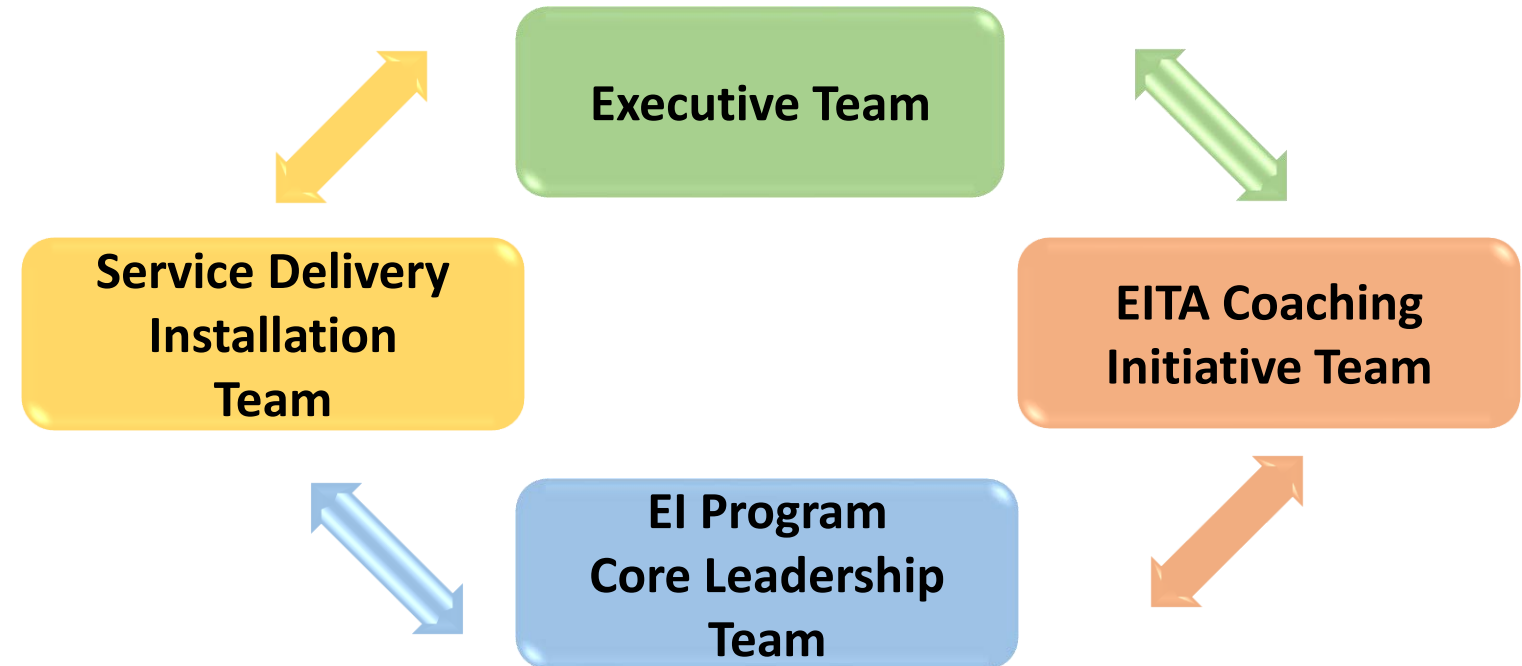 Executive Team
Service Delivery
Installation
Team
EITA Coaching
Initiative Team
EI Program
Core Leadership
Team